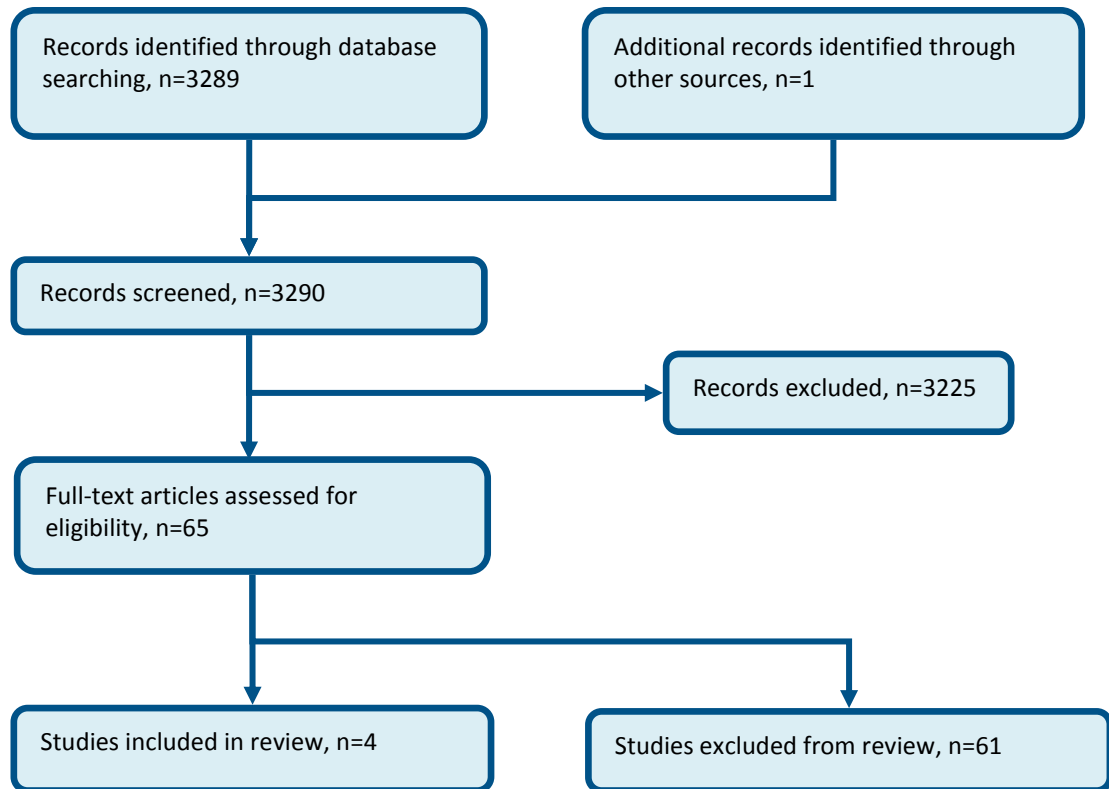 Records identified through database
searching, n=3289
Additional records identified through
other sources, n=1
Records screened, n=3290
Records excluded, n=3225
Full-text articles assessed for
eligibility, n=65
Studies included in review, n=4
Studies excluded from review, n=61